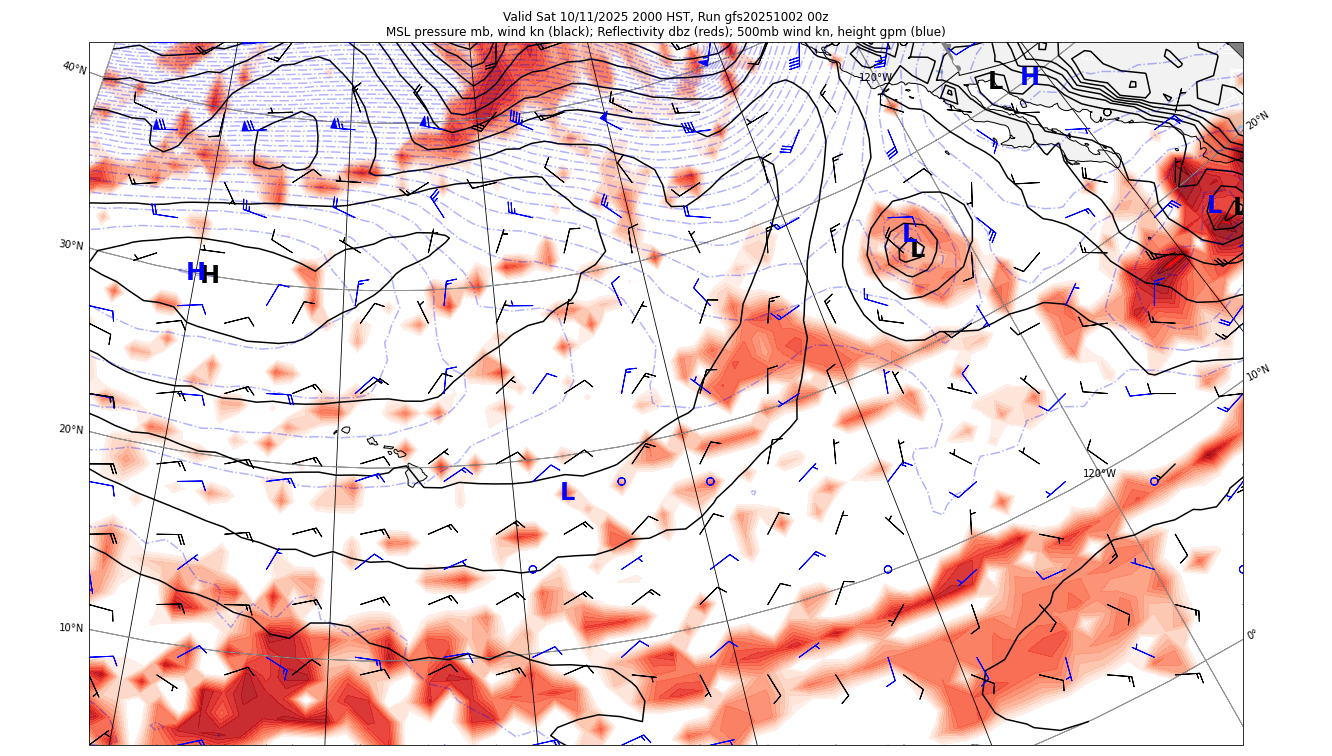 Valid Sat 10/11/2025 2000 HST, Run gfs20251002 00z
MSL pressure mb, wind kn (black); Reflectivity dbz (reds); 500mb wind kn, height gpm (blue)
40°N
120°W
L
H
20°N
L
L
L
L
30°N
H
H
10°N
20°N
120°W
L
10°N
0°